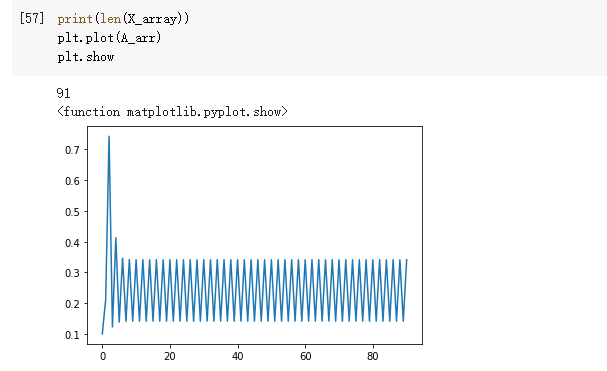 [57] print(len(X_array))
plt.plot(A_arr)
plt.show
91
<function matplotlib.pyplot.show>
0.7
0.6
0.5
0.4
0.3
0.2
0.1
0 20 40 60 80